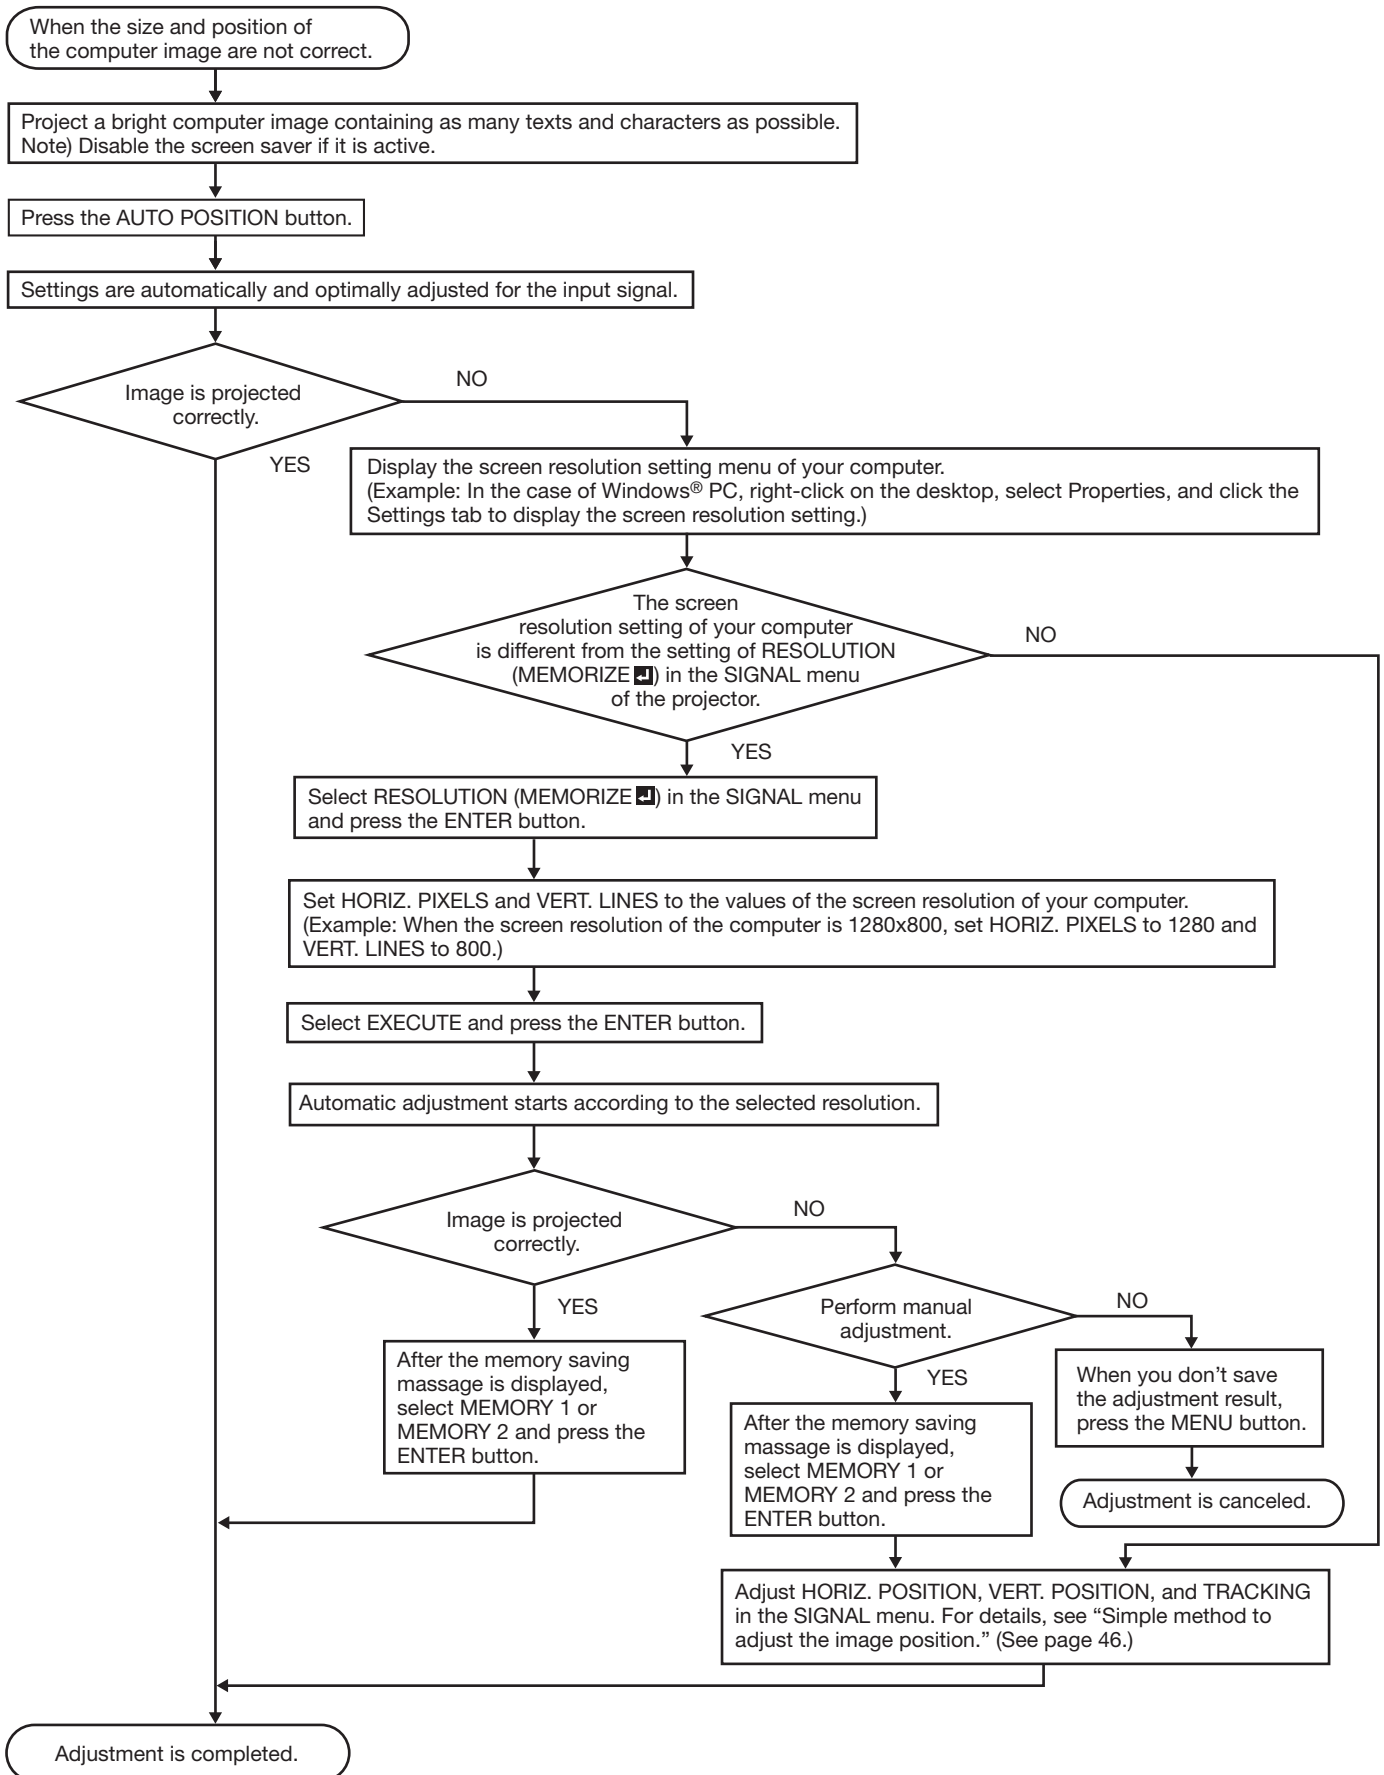 When the size and position of
the computer image are not correct.
Project a bright computer image containing as many texts and characters as possible.
Note) Disable the screen saver if it is active.
Press the AUTO POSITION button.
Settings are automatically and optimally adjusted for the input signal.
Image is projected
correctly.
NO
YES
Display the screen resolution setting menu of your computer.
(Example: In the case of Windows® PC, right-click on the desktop, select Properties, and click the
Settings tab to display the screen resolution setting.)
The screen
resolution setting of your computer
is different from the setting of RESOLUTION
(MEMORIZE ↵) in the SIGNAL menu
of the projector.
NO
YES
Select RESOLUTION (MEMORIZE ↵) in the SIGNAL menu
and press the ENTER button.
Set HORIZ. PIXELS and VERT. LINES to the values of the screen resolution of your computer.
(Example: When the screen resolution of the computer is 1280x800, set HORIZ. PIXELS to 1280 and
VERT. LINES to 800.)
Select EXECUTE and press the ENTER button.
Automatic adjustment starts according to the selected resolution.
Image is projected
correctly.
NO
YES
Perform manual
adjustment.
NO
YES
After the memory saving
massage is displayed,
select MEMORY 1 or
MEMORY 2 and press the
ENTER button.
When you don't save
the adjustment result,
press the MENU button.
After the memory saving
massage is displayed,
select MEMORY 1 or
MEMORY 2 and press the
ENTER button.
Adjustment is canceled.
Adjust HORIZ. POSITION, VERT. POSITION, and TRACKING
in the SIGNAL menu. For details, see “Simple method to
adjust the image position.” (See page 46.)
Adjustment is completed.